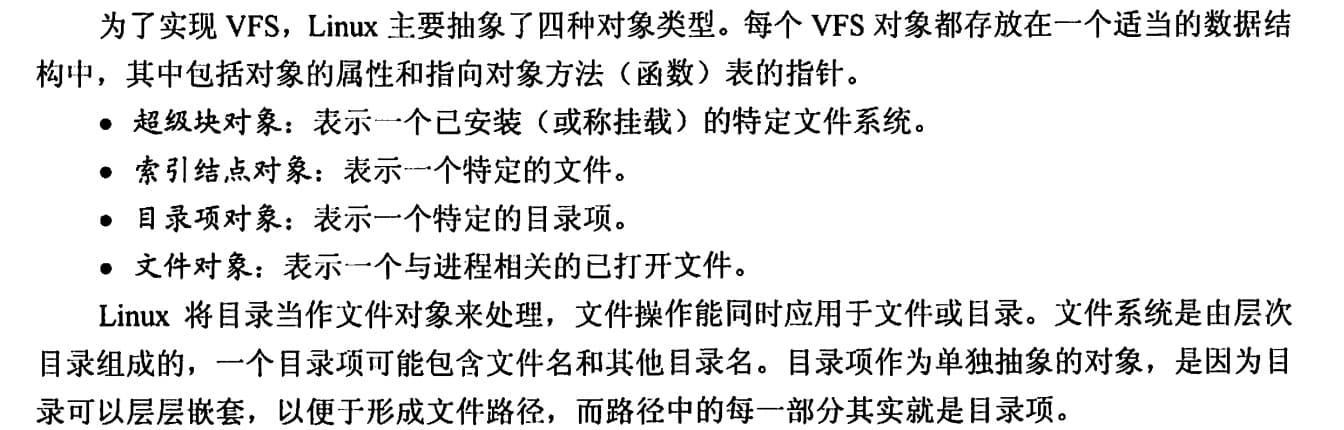 为了实现 VFS，Linux 主要抽象了四种对象类型。每个 VFS 对象都存放在一个适当的数据结
构中，其中包括对象的属性和指向对象方法（函数）表的指针。
● 超级块对象：表示一个已安装（或称挂载）的特定文件系统。
● 索引结点对象：表示一个特定的文件。
● 目录项对象：表示一个特定的目录项。
● 文件对象：表示一个与进程相关的已打开文件。
Linux 将目录当作文件对象来处理，文件操作能同时应用于文件或目录。文件系统是由层次
目录组成的，一个目录项可能包含文件名和其他目录名。目录项作为单独抽象的对象，是因为目
录可以层层嵌套，以便于形成文件路径，而路径中的每一部分其实就是目录项。